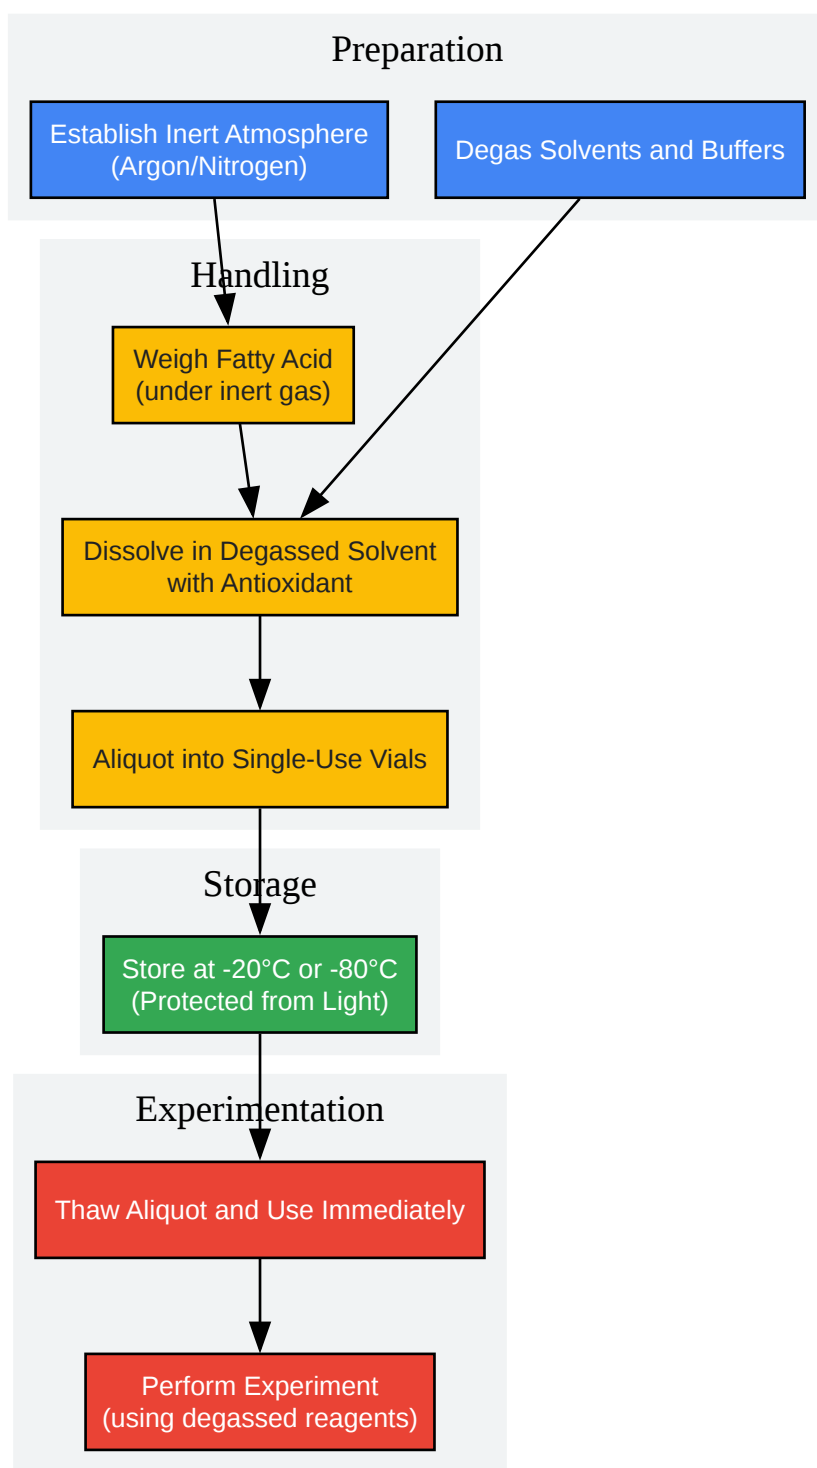 Preparation
Establish Inert Atmosphere
(Argon/Nitrogen)
Degas Solvents and Buffers
Handling
Weigh Fatty Acid
(under inert gas)
Dissolve in Degassed Solvent
with Antioxidant
Aliquot into Single-Use Vials
Storage
Store at -20°C or -80°C
(Protected from Light)
Experimentation
Thaw Aliquot and Use Immediately
Perform Experiment
(using degassed reagents)